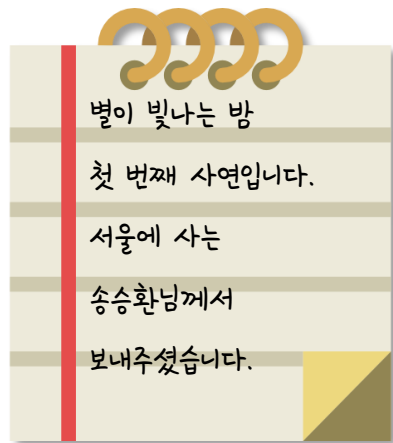 별이 빛나는 밤
첫 번째 사연입니다.
서울에 사는
송승환님께서
보내주셨습니다.